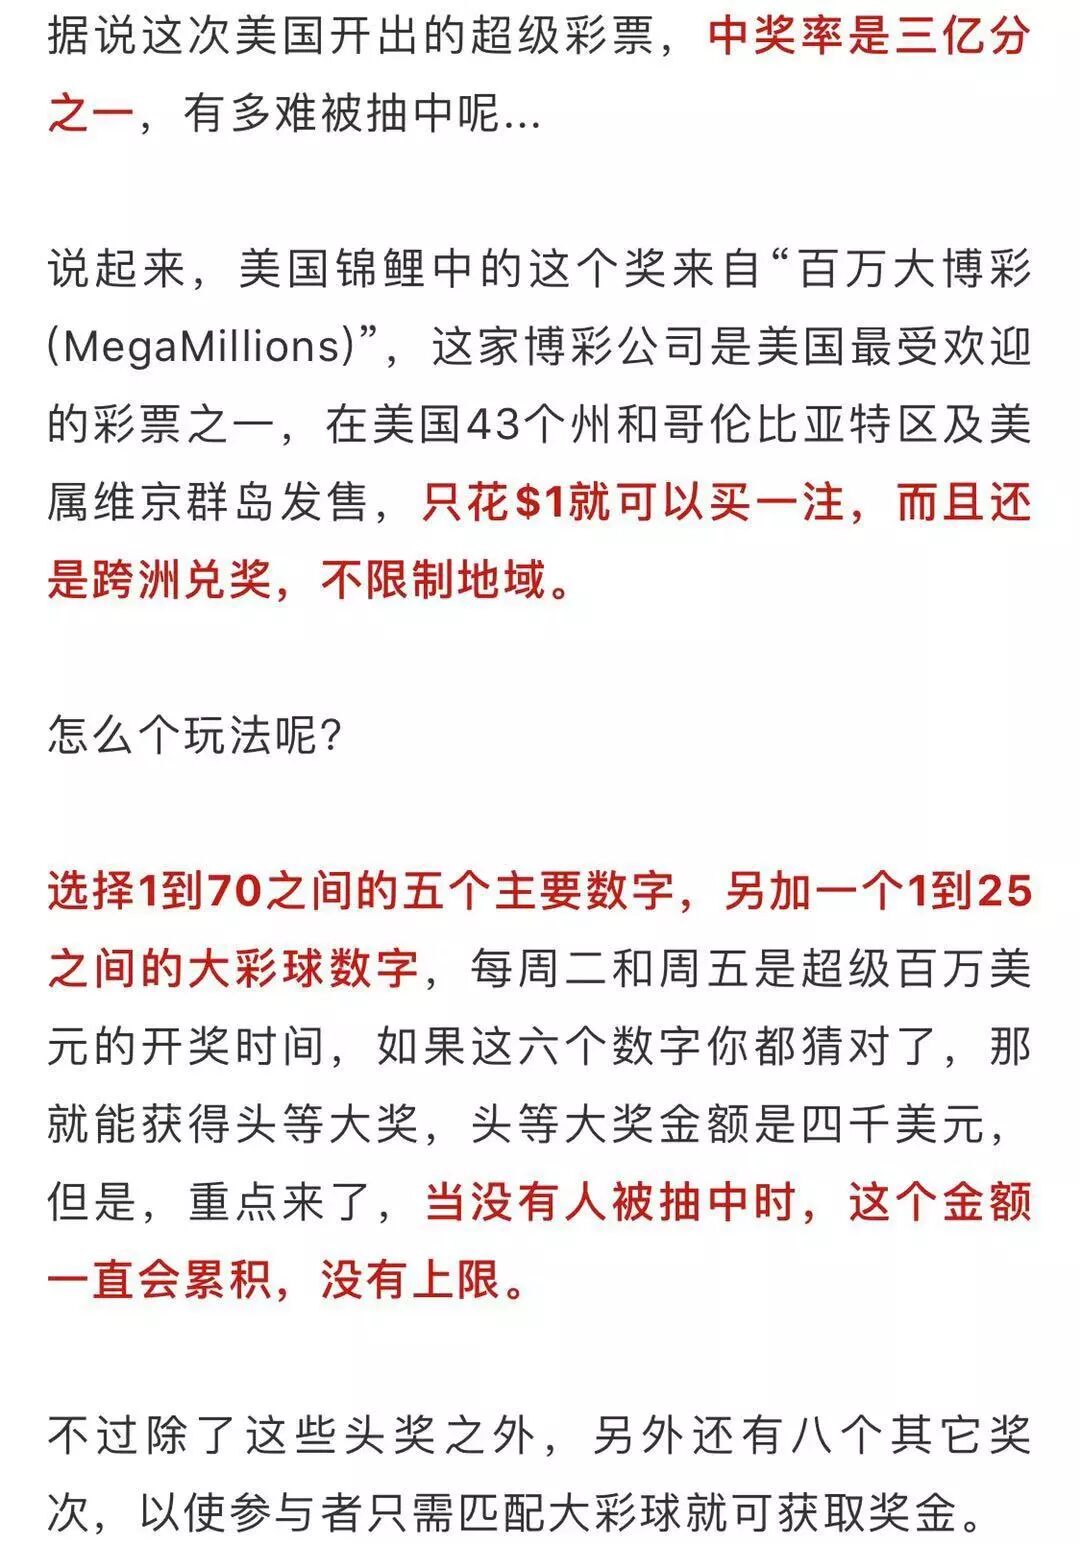 据说这次美国开出的超级彩票，中奖率是三亿分
之一，有多难被抽中呢...
说起来，美国锦鲤中的这个奖来自“百万大博彩
(MegaMillions)”，这家博彩公司是美国最受欢迎
的彩票之一，在美国43个州和哥伦比亚特区及美
属维京群岛发售，只花$1就可以买一注，而且还
是跨洲兑奖，不限制地域。
怎么个玩法呢？
选择1到70之间的五个主要数字，另加一个1到25
之间的大彩球数字，每周二和周五是超级百万美
元的开奖时间，如果这六个数字你都猜对了，那
就能获得头等大奖，头等大奖金额是四千美元，
但是，重点来了，当没有人被抽中时，这个金额
一直会累积，没有上限。
不过除了这些头奖之外，另外还有八个其它奖
次，以使参与者只需匹配大彩球就可获取奖金。